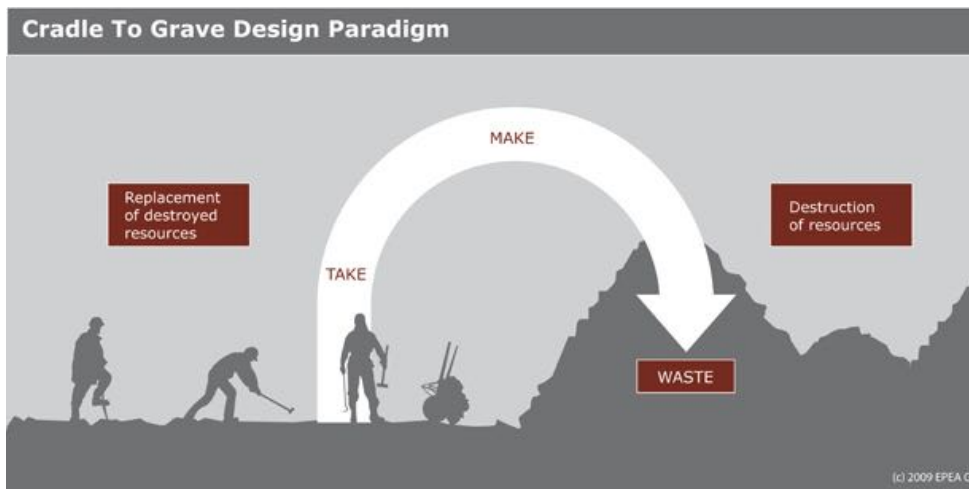 Cradle To Grave Design Paradigm
MAKE
Replacement
of destroyed
resources
Destruction
of resources
TAKE
WASTE
(c) 2009 EPEA